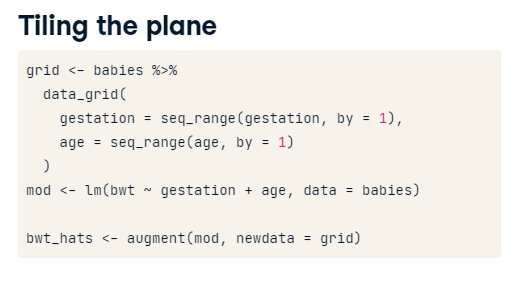 Tiling the plane
grid <- babies %>%
  data_grid(
    gestation = seq_range(gestation, by = 1),
    age = seq_range(age, by = 1)
  )
mod <- lm(bwt ~ gestation + age, data = babies)

bwt_hats <- augment(mod, newdata = grid)